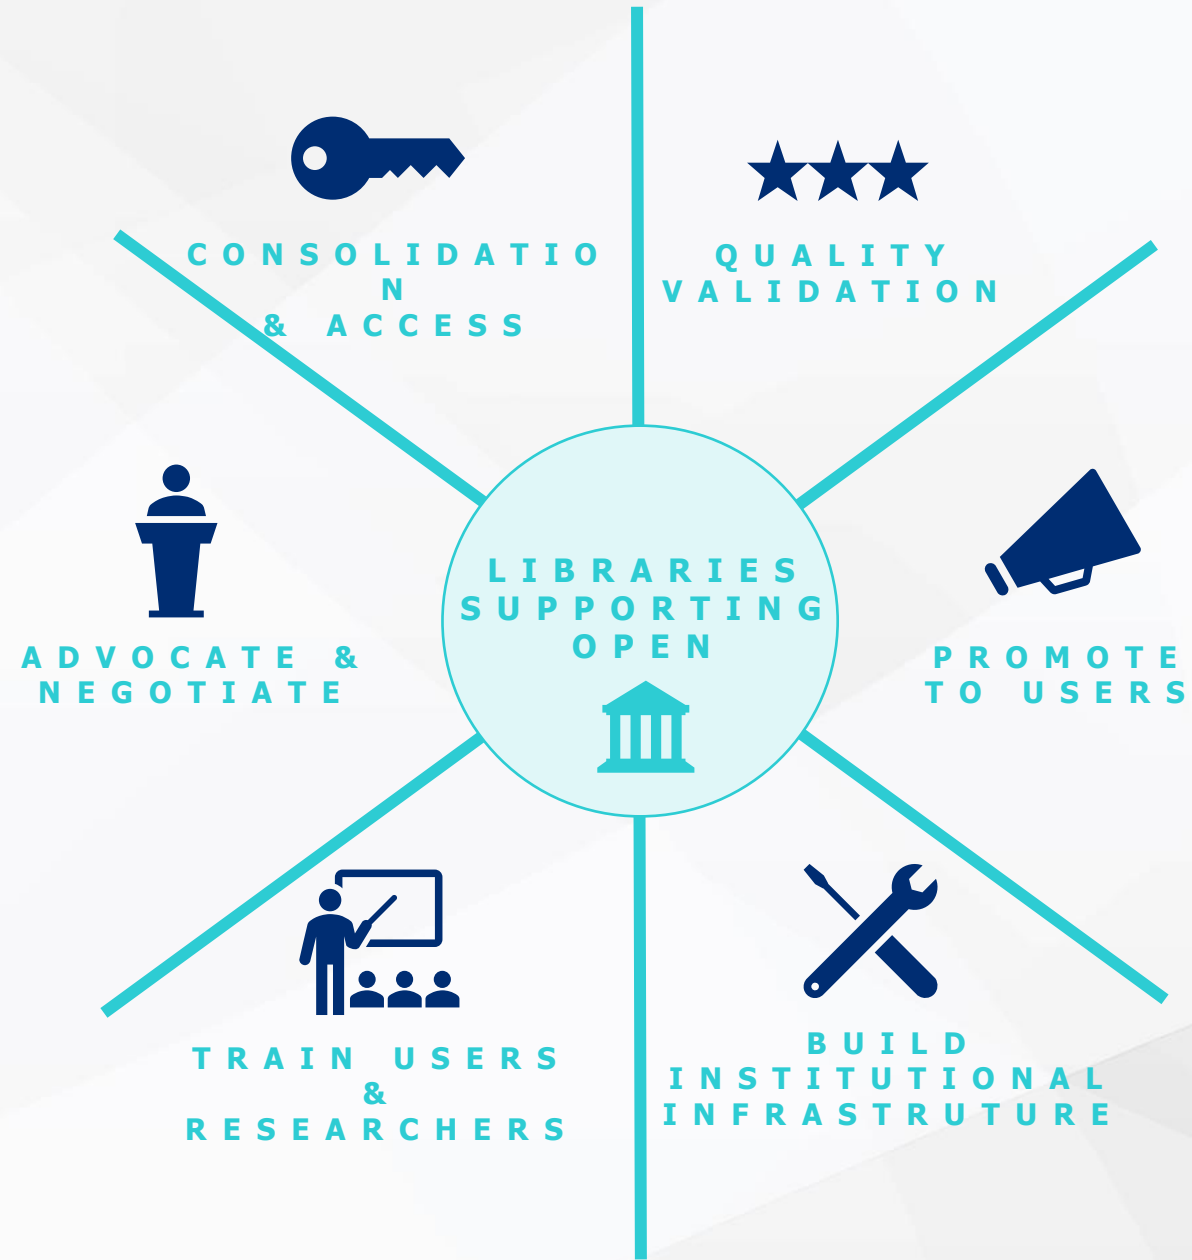 CONSOLIDATIO
N
& ACCESS
QUALITY
VALIDATION
LIBRARIES
SUPPORTING
OPEN
ADVOCATE &
NEGOTIATE
PROMOTE
TO USERS
TRAIN USERS
&
RESEARCHERS
BUILD
INSTITUTIONAL
INFRASTRUTURE